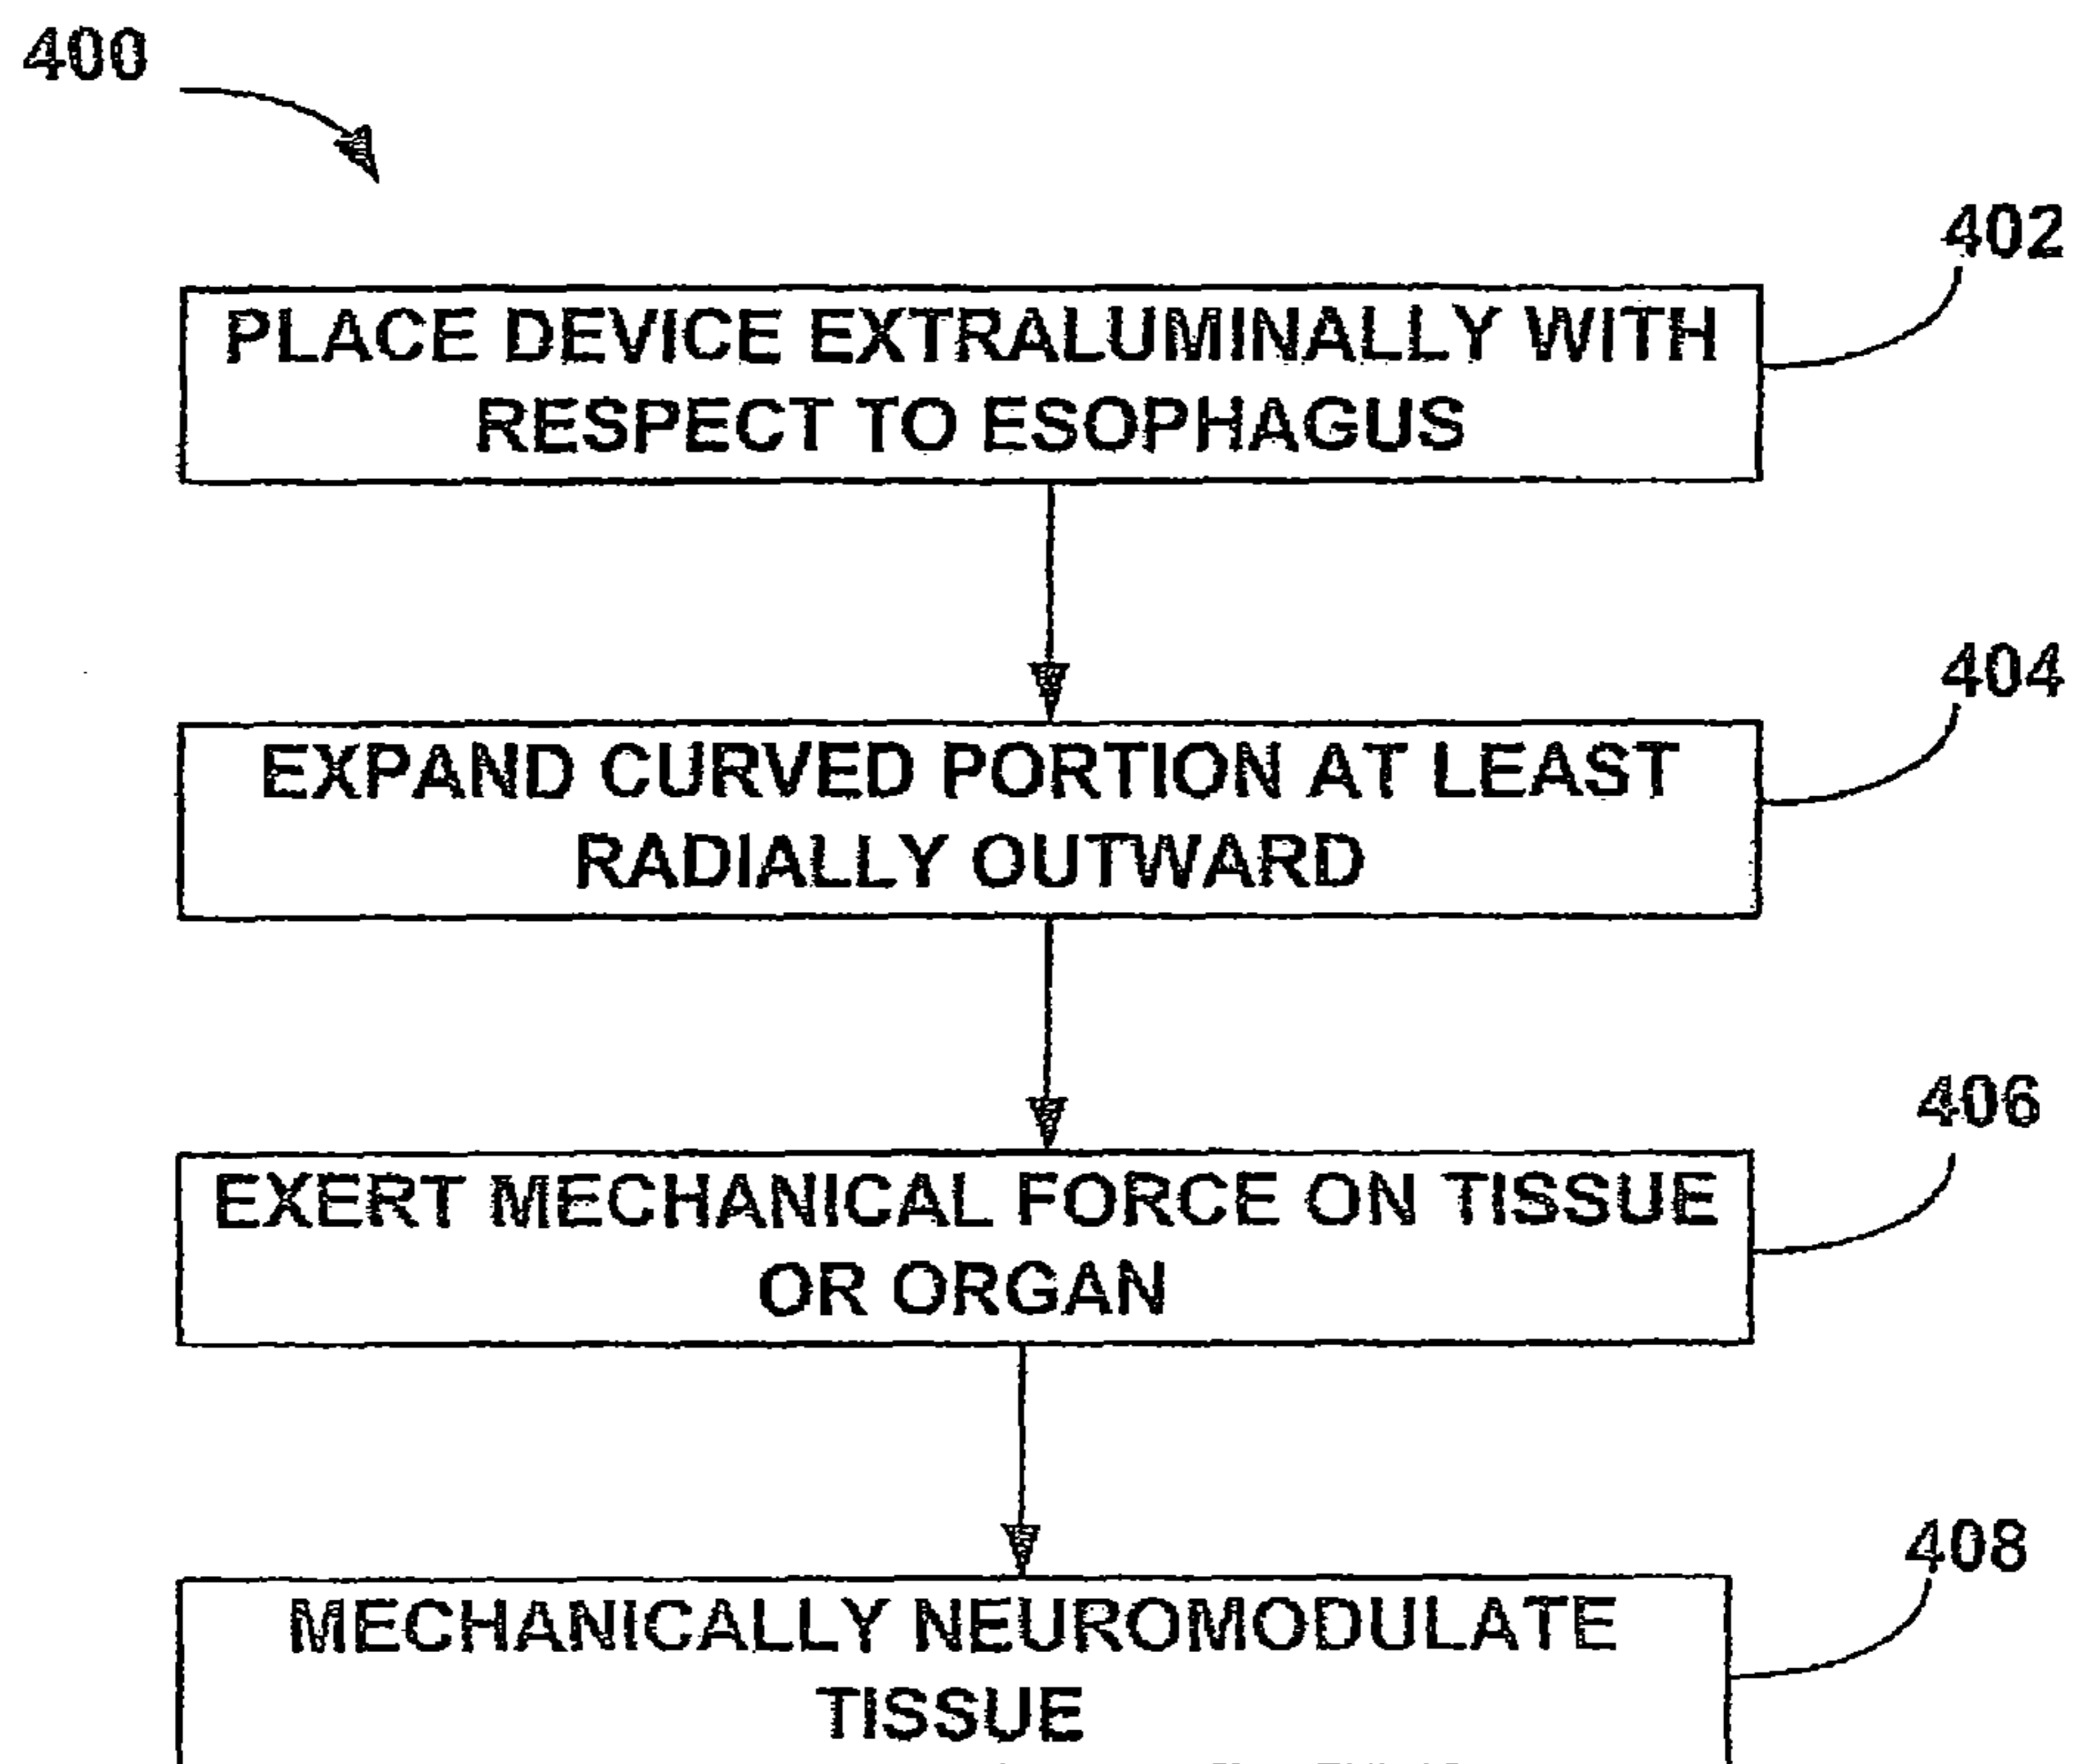 400
402
PLACE DEVICE EXTRALUMINALLY WITH
RESPECT TO ESOPHAGUS
404
EXPAND CURVED PORTION AT LEAST
RADIALLY OUTWARD
406
EXERT MECHANICAL FORCE ON TISSUE
OR ORGAN
408
MECHANICALLY NEUROMODULATE
TISSUE